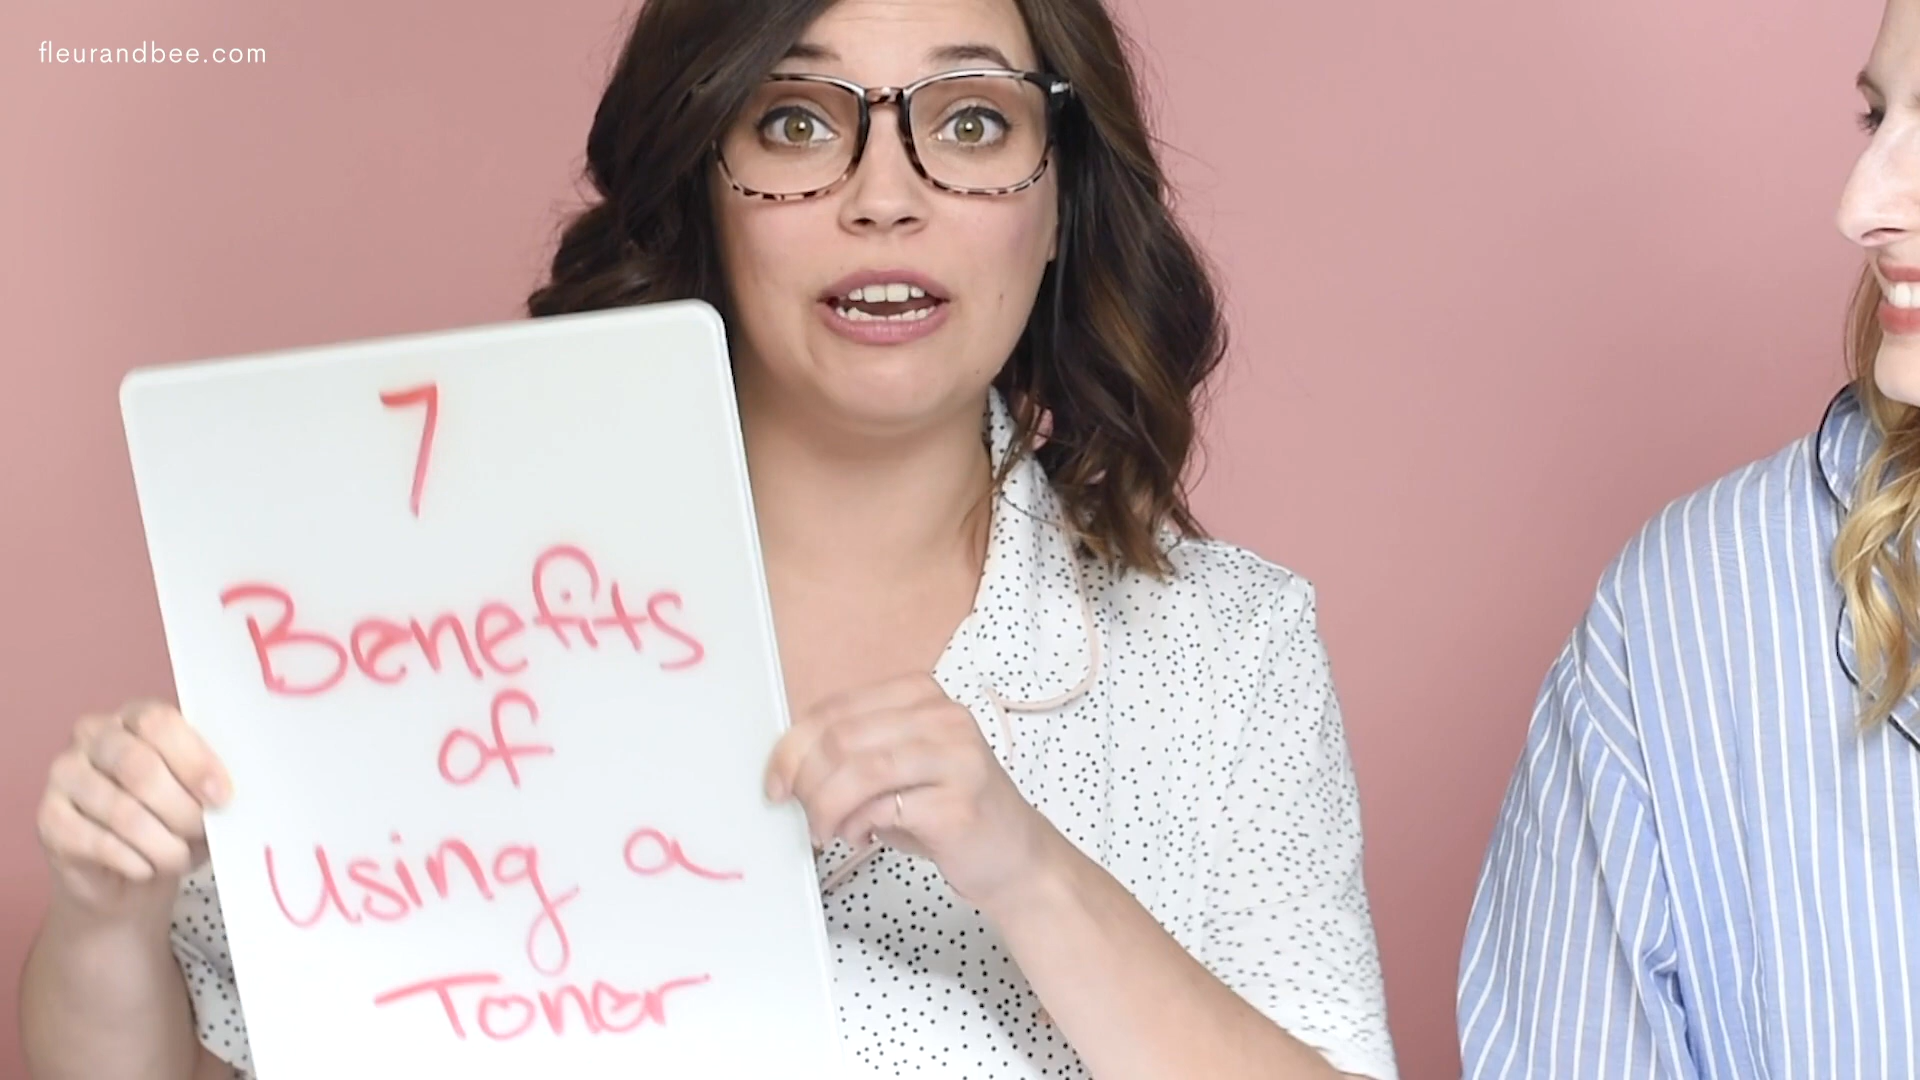 fleurandbee.com
7
Benefits
of
Using a
Toner